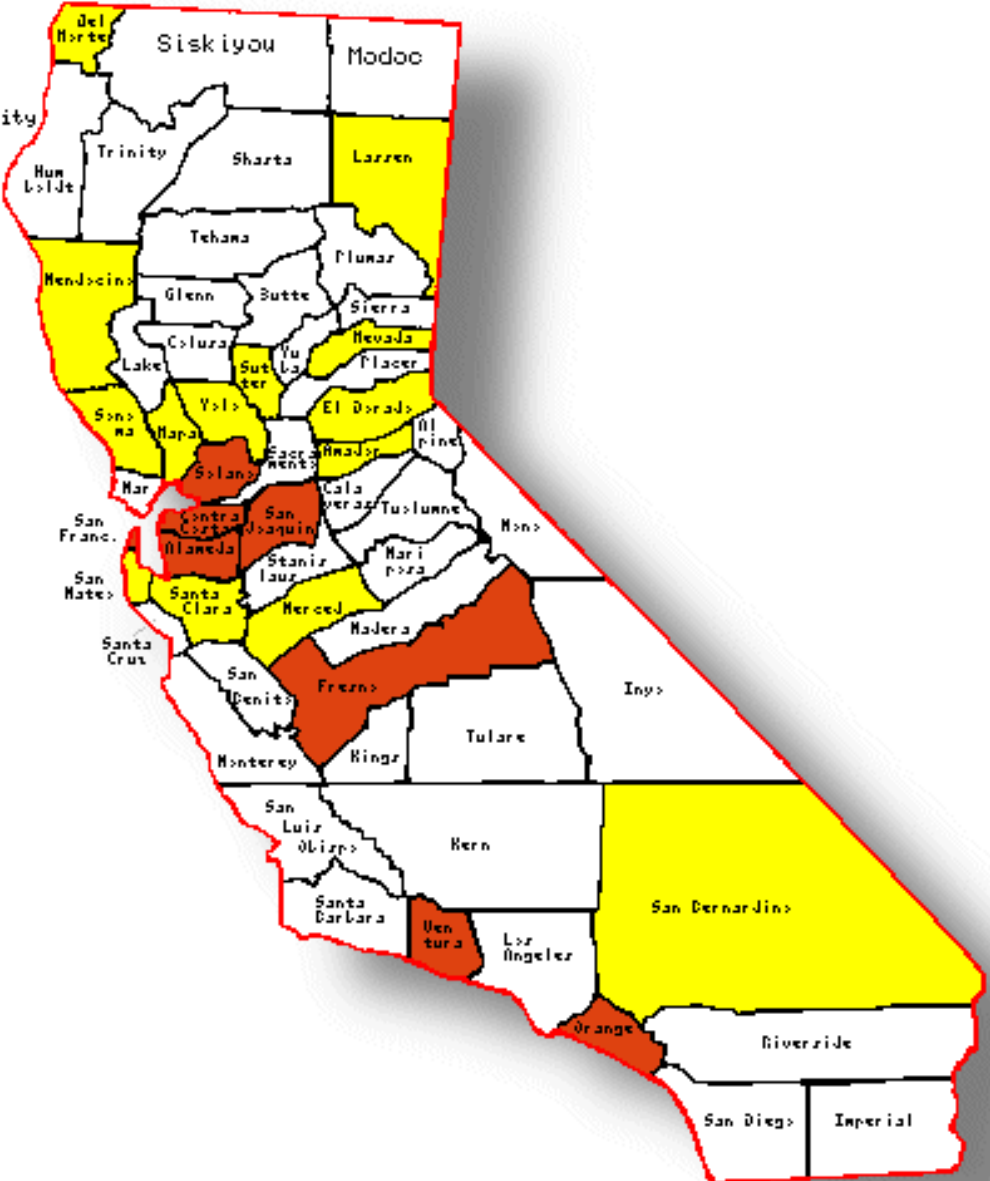 Del
Norte
Siskiyou
Modoc
ity
Trinity
Shasta
Lassen
Hum
boldt
Tehama
Plumas
Mendocino
Glenn
Butte
Sierra
Colusa
Yu
ba
Nevada
Lake
Sut
ter
Placer
Yolo
El Dorado
Sono
ma
Napa
Al
pine
Sacra
mento
Amador
Solano
Mar
Cala
veras
Tuolumne
San
Franc.
Contra
Costa
San
Joaquin
Mono
Alameda
Stanis
laus
Mari
posa
San
Mateo
Santa
Clara
Merced
Madera
Santa
Cruz
San
Benito
Fresno
Inyo
Monterey
Kings
Tulare
San
Luis
Obispo
Kern
Santa
Barbara
Ven
tura
Los
Angeles
San Bernardino
Orange
Riverside
San Diego
Imperial